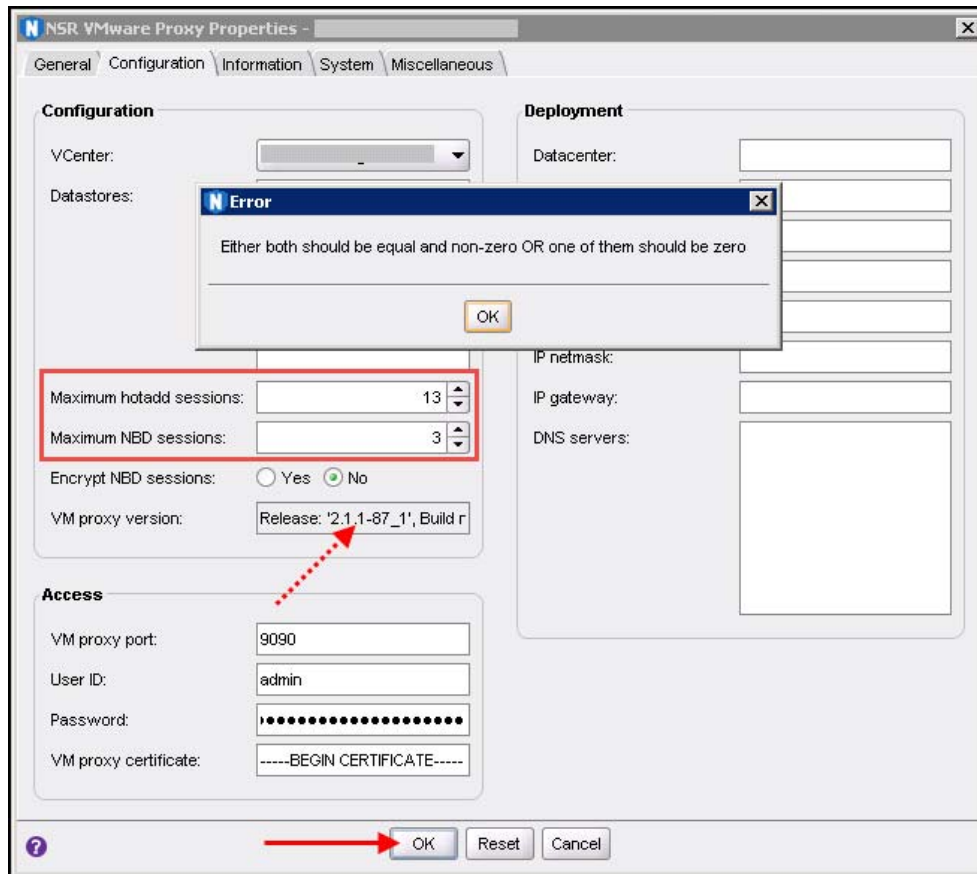 NSR VMware Proxy Properties -
General Configuration Information System Miscellaneous
Configuration
VCenter:
Datastores:
Deployment
Datacenter:
Error
Either both should be equal and non-zero OR one of them should be zero
OK
IP netmask:
IP gateway:
DNS servers:
Maximum hotadd sessions: 13
Maximum NBD sessions: 3
Encrypt NBD sessions: Yes No
VM proxy version: Release: '2.1.1-87_1', Build
Access
VM proxy port: 9090
User ID: admin
Password: ••••••••••••••••••••
VM proxy certificate: -----BEGIN CERTIFICATE-----
? OK Reset Cancel